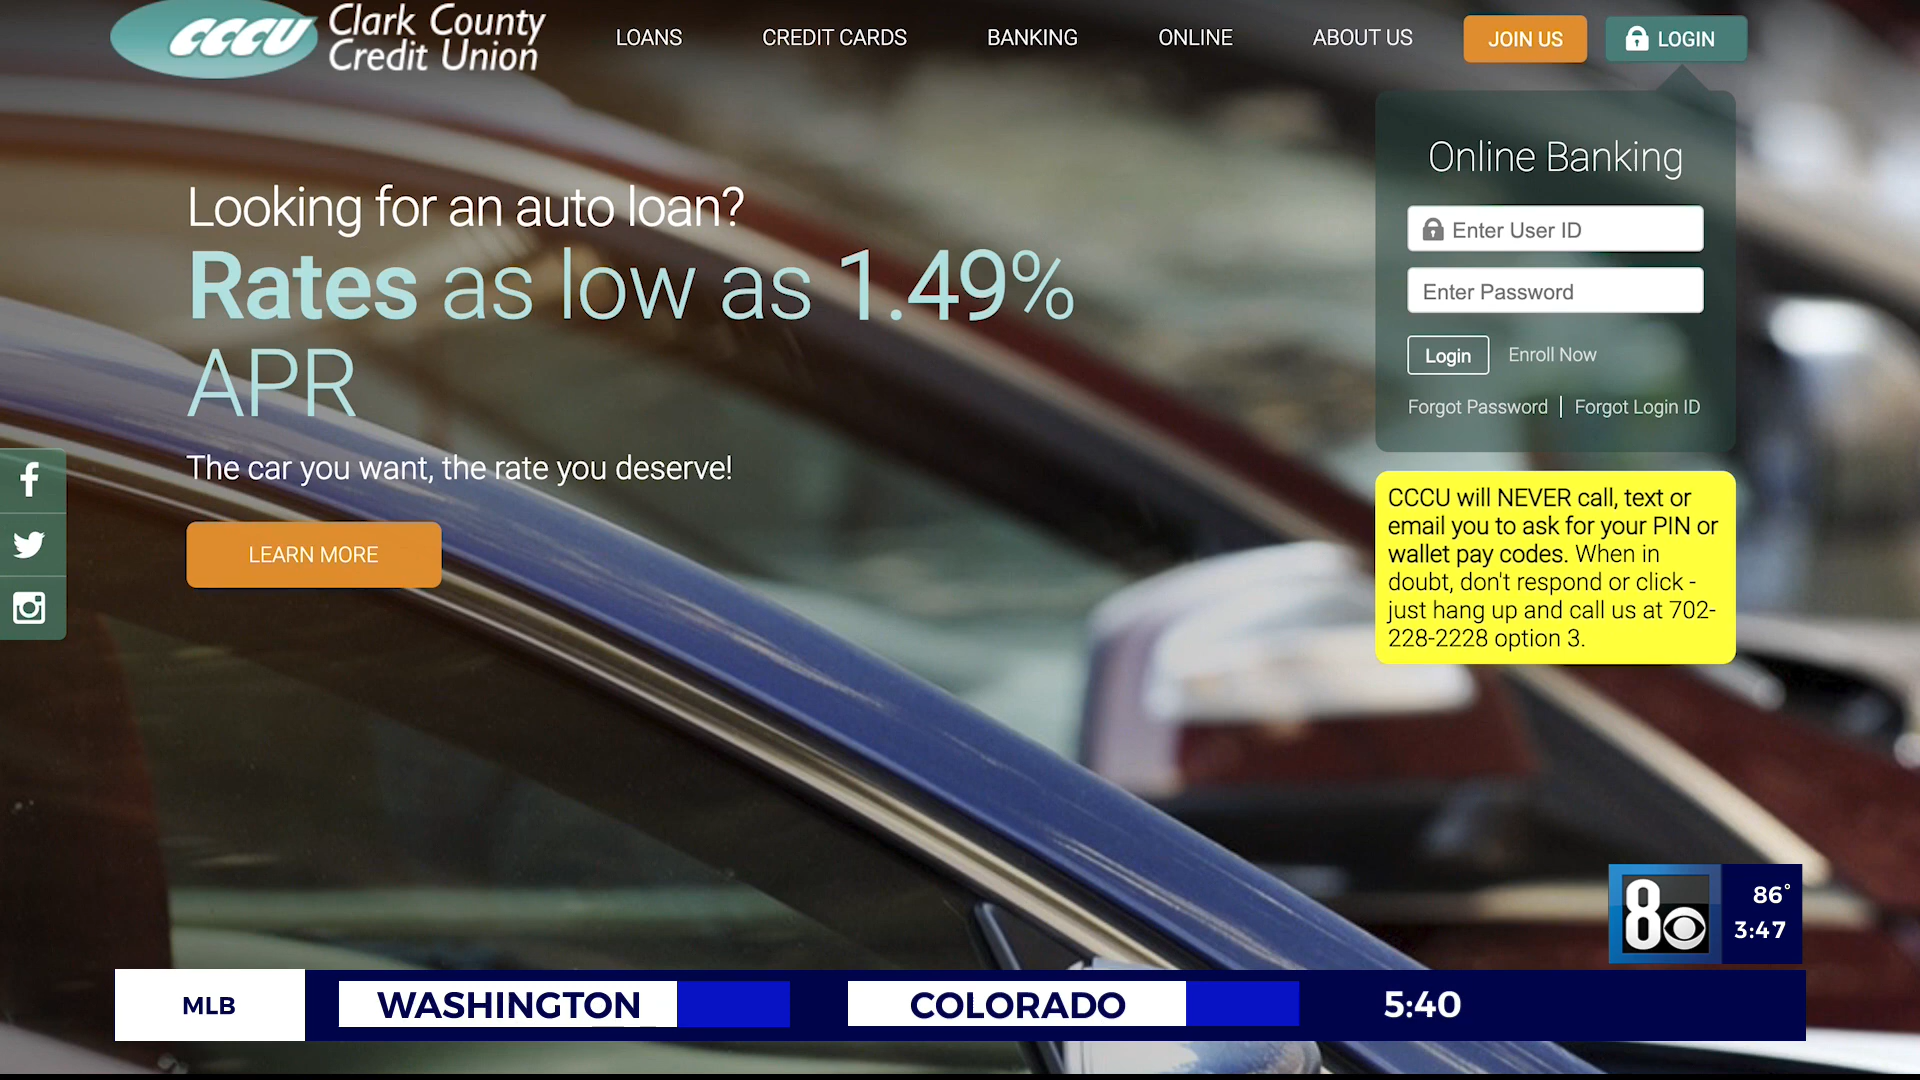 CCCU
Clark County
Credit Union
LOANS
CREDIT CARDS
BANKING
ONLINE
ABOUT US
JOIN US
LOGIN
Online Banking
Enter User ID
Enter Password
Login
Enroll Now
Forgot Password | Forgot Login ID
Looking for an auto loan?
Rates as low as 1.49%
APR
The car you want, the rate you deserve!
LEARN MORE
CCCU will NEVER call, text or
email you to ask for your PIN or
wallet pay codes. When in
doubt, don't respond or click -
just hang up and call us at 702-
228-2228 option 3.
8
86°
3:47
MLB
WASHINGTON
COLORADO
5:40